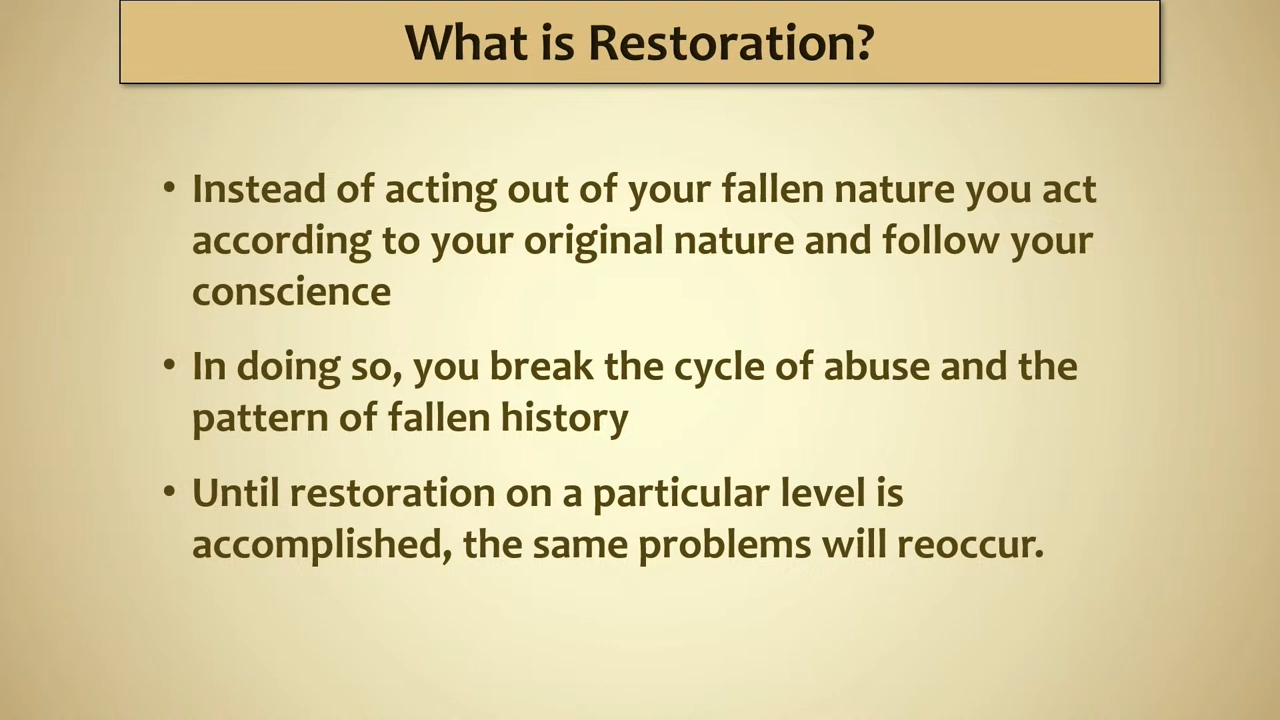 What is Restoration?
• Instead of acting out of your fallen nature you act
according to your original nature and follow your
conscience
• In doing so, you break the cycle of abuse and the
pattern of fallen history
• Until restoration on a particular level is
accomplished, the same problems will reoccur.